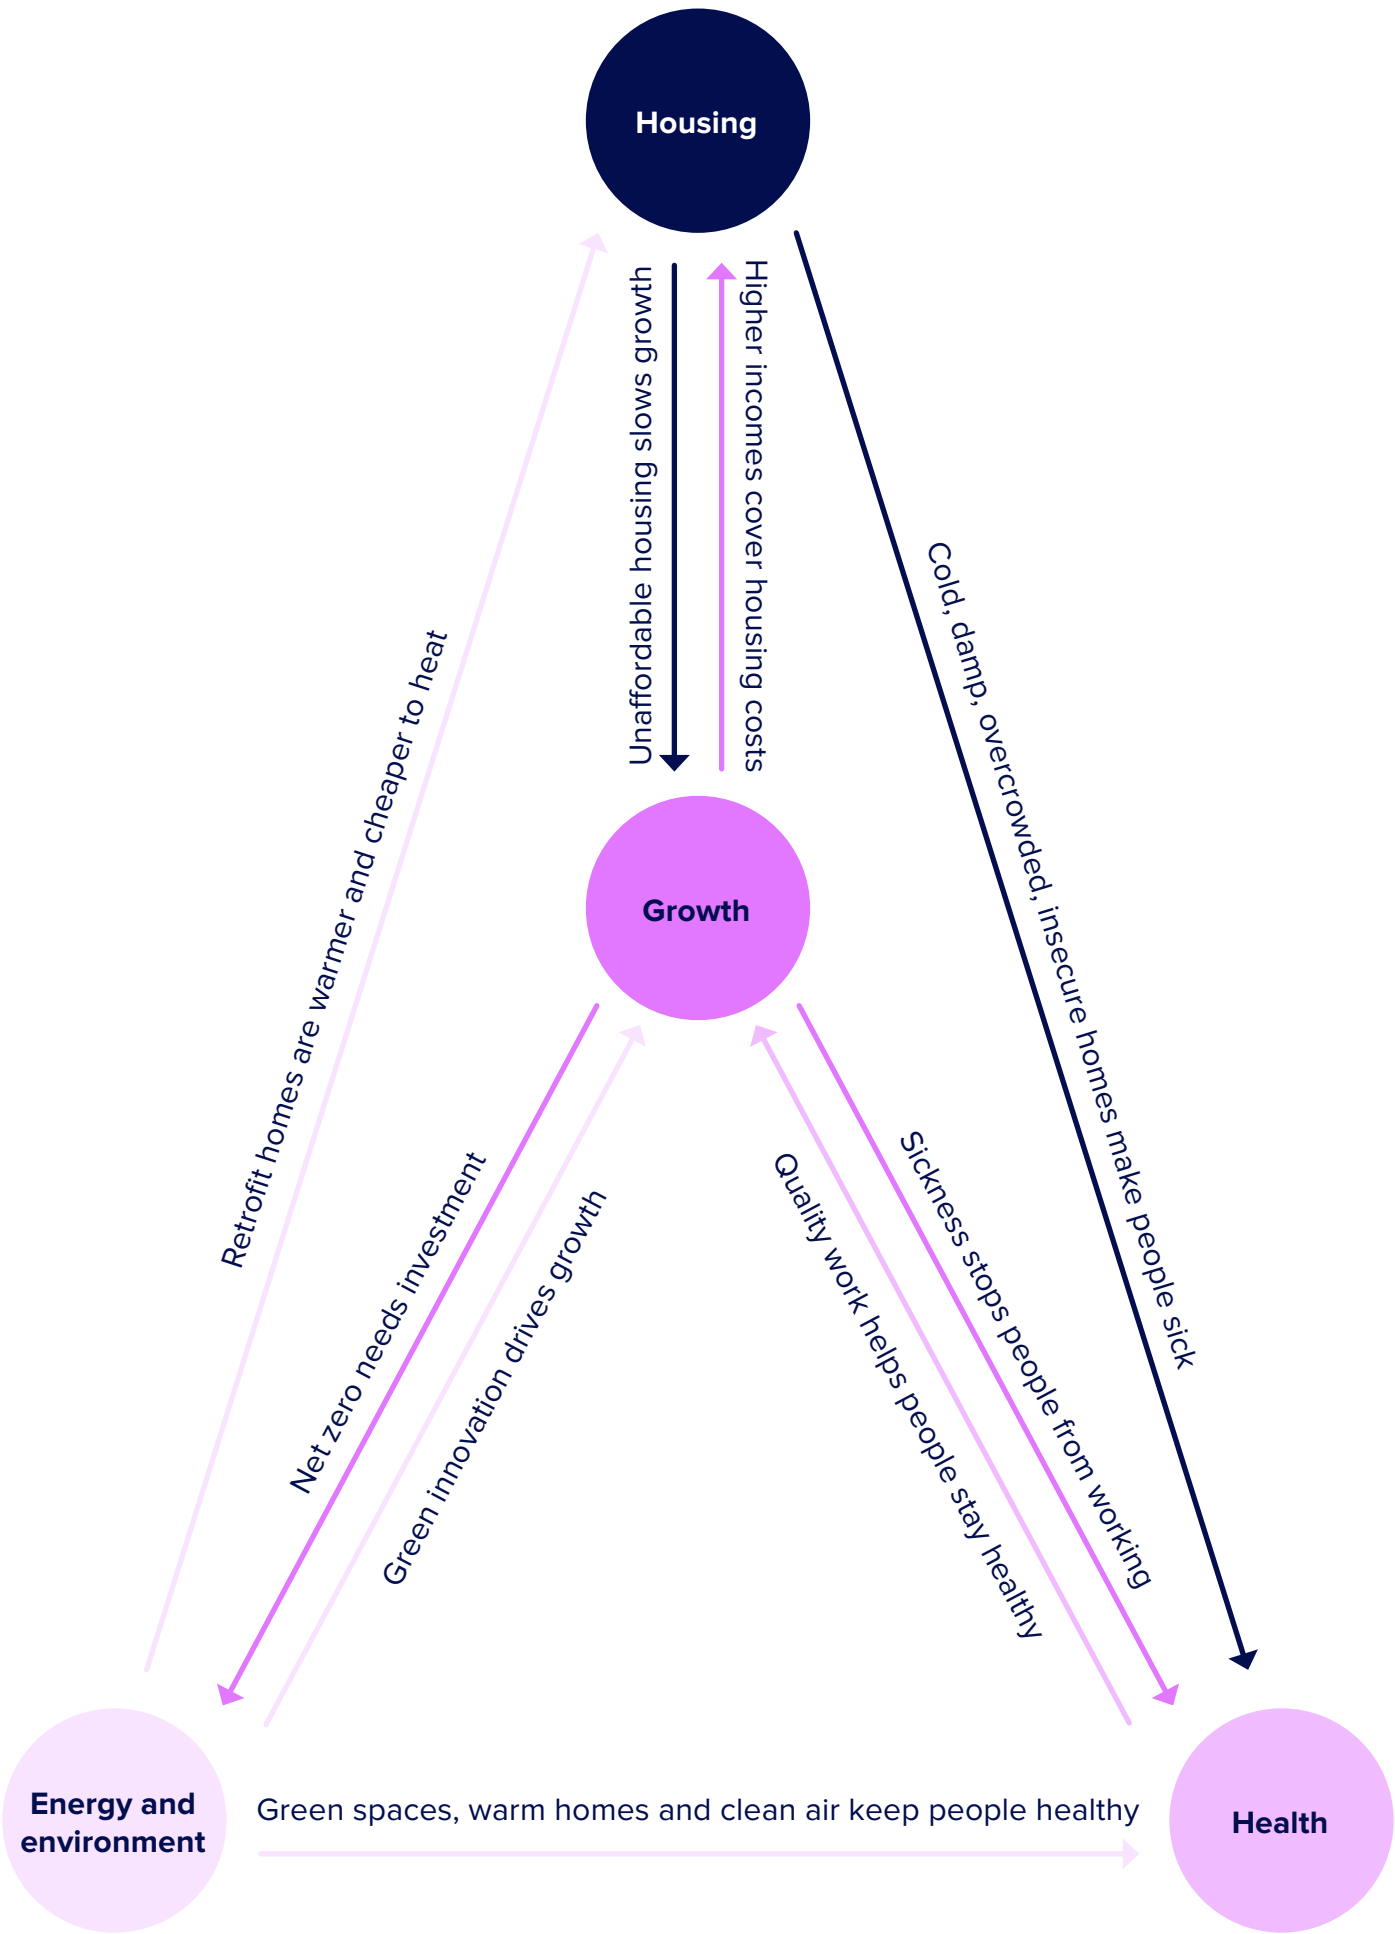 Housing
Unaffordable housing slows growth
Higher incomes cover housing costs
Cold, damp, overcrowded, insecure homes make people sick
Retrofit homes are warmer and cheaper to heat
Growth
Net zero needs investment
Green innovation drives growth
Quality work helps people stay healthy
Sickness stops people from working
Energy and
environment
Green spaces, warm homes and clean air keep people healthy
Health